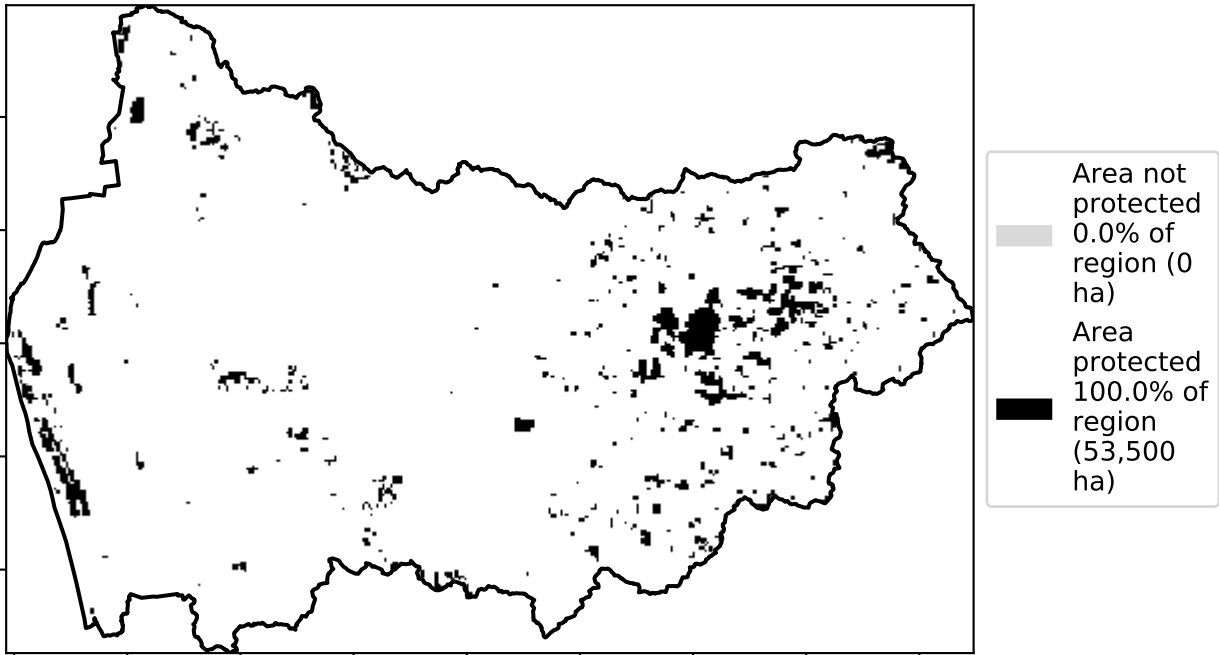 Area not
protected
0.0% of
region (0
ha)
Area
protected
100.0% of
region
(53,500
ha)